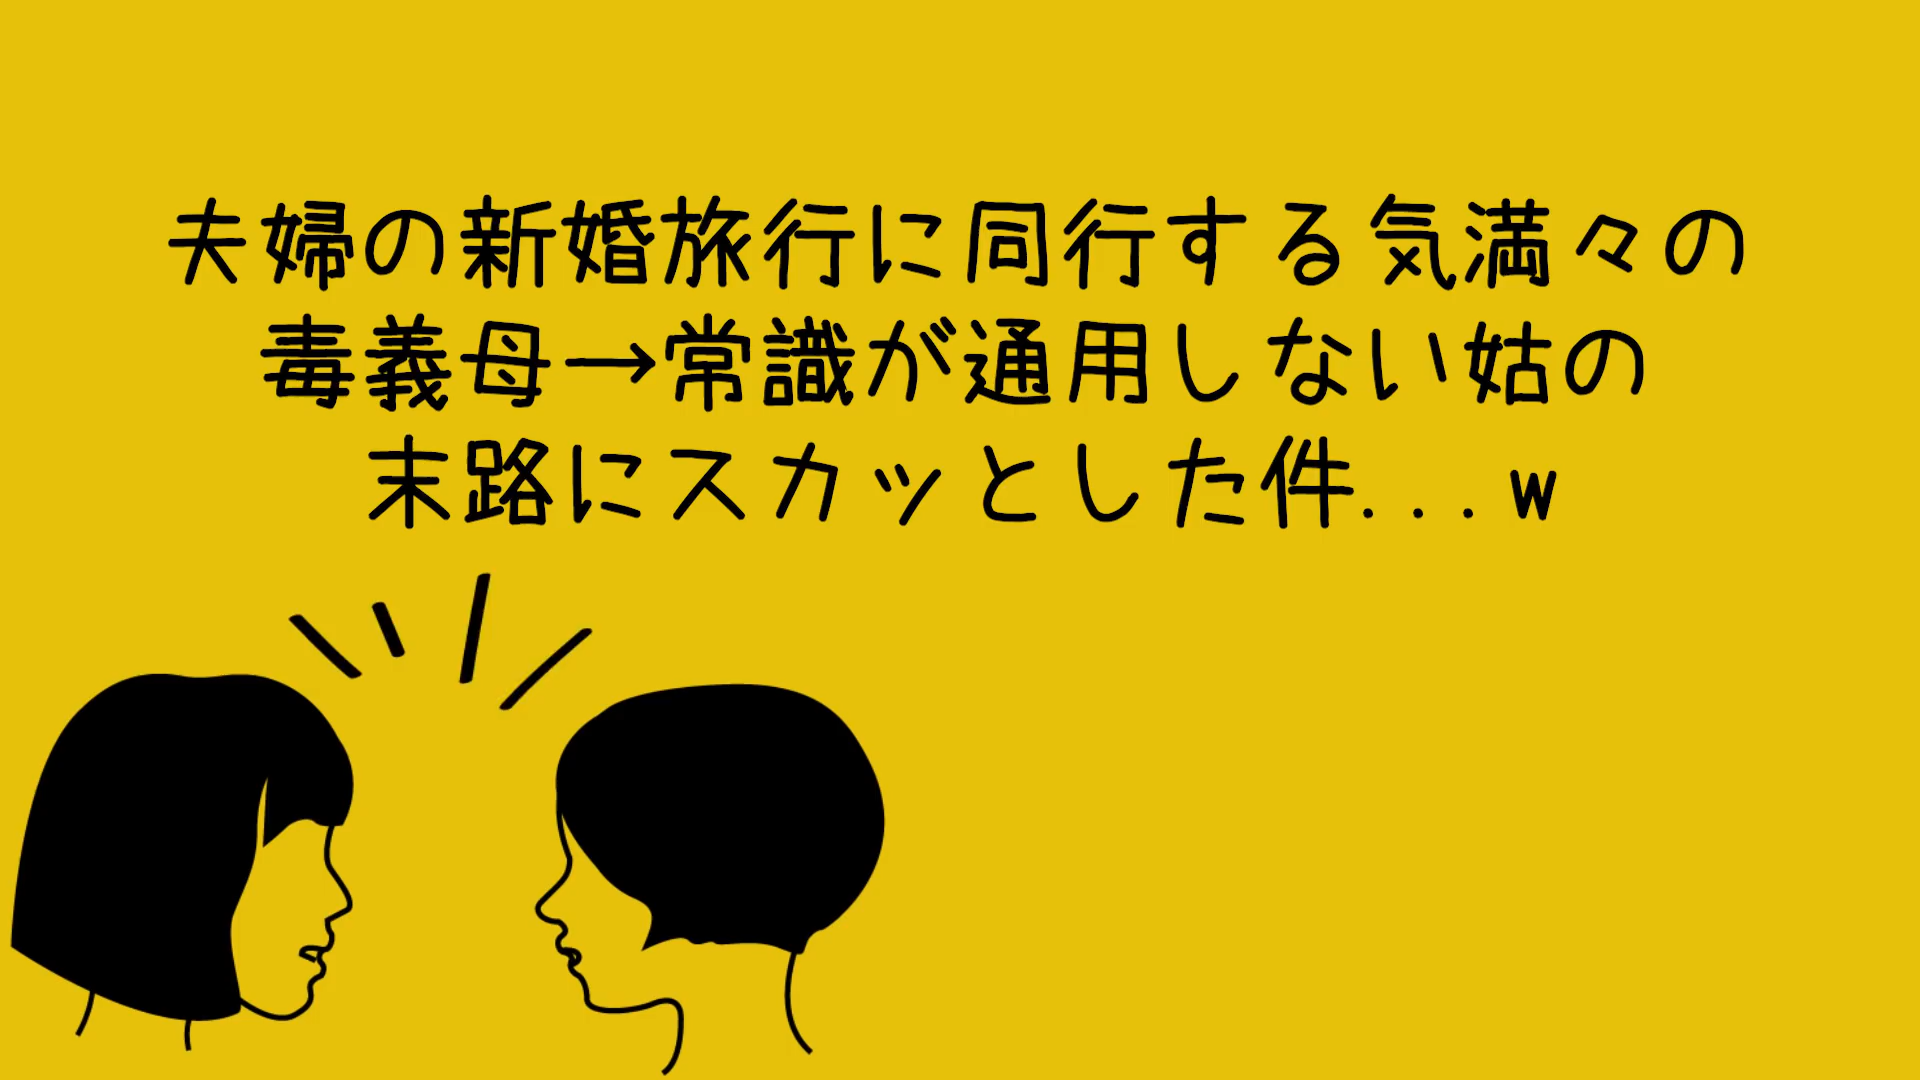 夫婦の新婚旅行に同行する気満々の
毒義母→常識が通用しない姑の
末路にスカッとした件...w